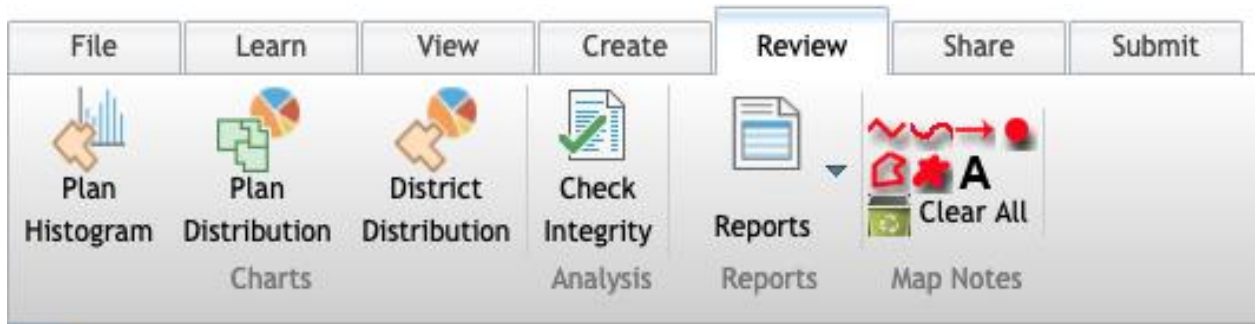 File Learn View Create Review Share Submit
Plan Plan District Check A
Histogram Distribution Distribution Integrity Reports Clear All
Charts Analysis Reports Map Notes